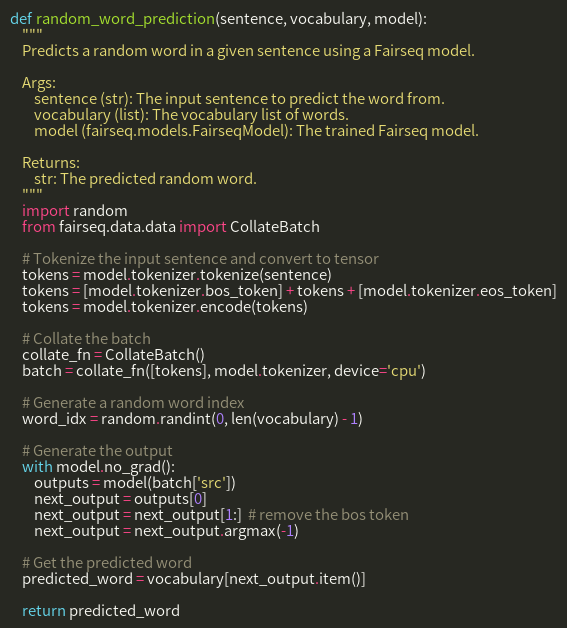 def random_word_prediction(sentence, vocabulary, model):
"""
Predicts a random word in a given sentence using a Fairseq model.
Args:
sentence (str): The input sentence to predict the word from.
vocabulary (list): The vocabulary list of words.
model (fairseq.models.FairseqModel): The trained Fairseq model.
Returns:
str: The predicted random word.
"""
import random
from fairseq.data.data import CollateBatch
# Tokenize the input sentence and convert to tensor
tokens = model.tokenizer.tokenize(sentence)
tokens = [model.tokenizer.bos_token] + tokens + [model.tokenizer.eos_token]
tokens = model.tokenizer.encode(tokens)
# Collate the batch
collate_fn = CollateBatch()
batch = collate_fn([tokens], model.tokenizer, device='cpu')
# Generate a random word index
word_idx = random.randint(0, len(vocabulary) - 1)
# Generate the output
with model.no_grad():
outputs = model(batch['src'])
next_output = outputs[0]
next_output = next_output[1:]  # remove the bos token
next_output = next_output.argmax(-1)
# Get the predicted word
predicted_word = vocabulary[next_output.item()]
return predicted_word